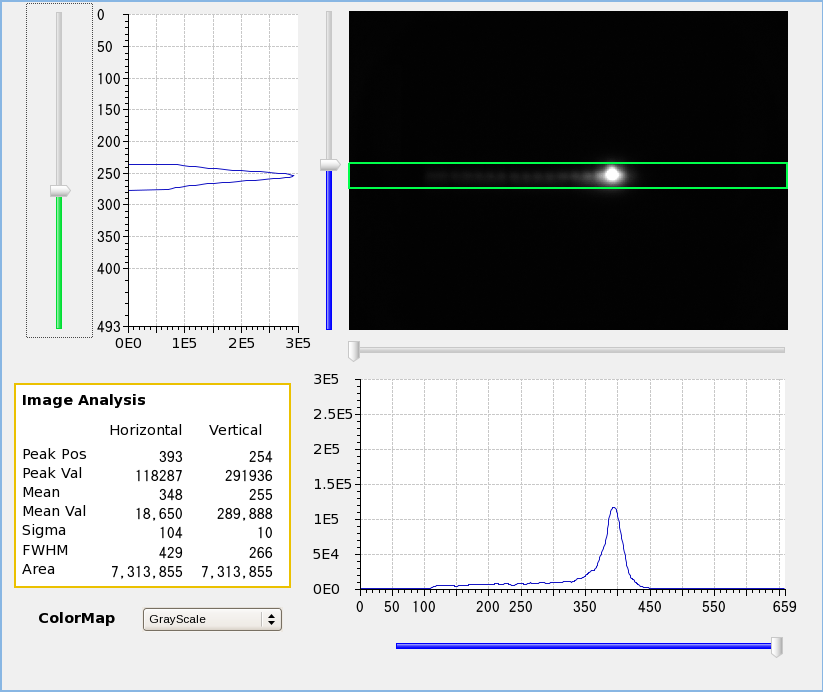 0
50
100
150
200
250
300
350
400
493
0E0 1E5 2E5 3E5
Image Analysis
Horizontal Vertical
Peak Pos 393 254
Peak Val 118287 291936
Mean 348 255
Mean Val 18,650 289,888
Sigma 104 10
FWHM 429 266
Area 7,313,855 7,313,855
ColorMap GrayScale
3E5
2.5E5
2E5
1.5E5
1E5
5E4
0E0
0 50 100 200 250 350 450 550 659